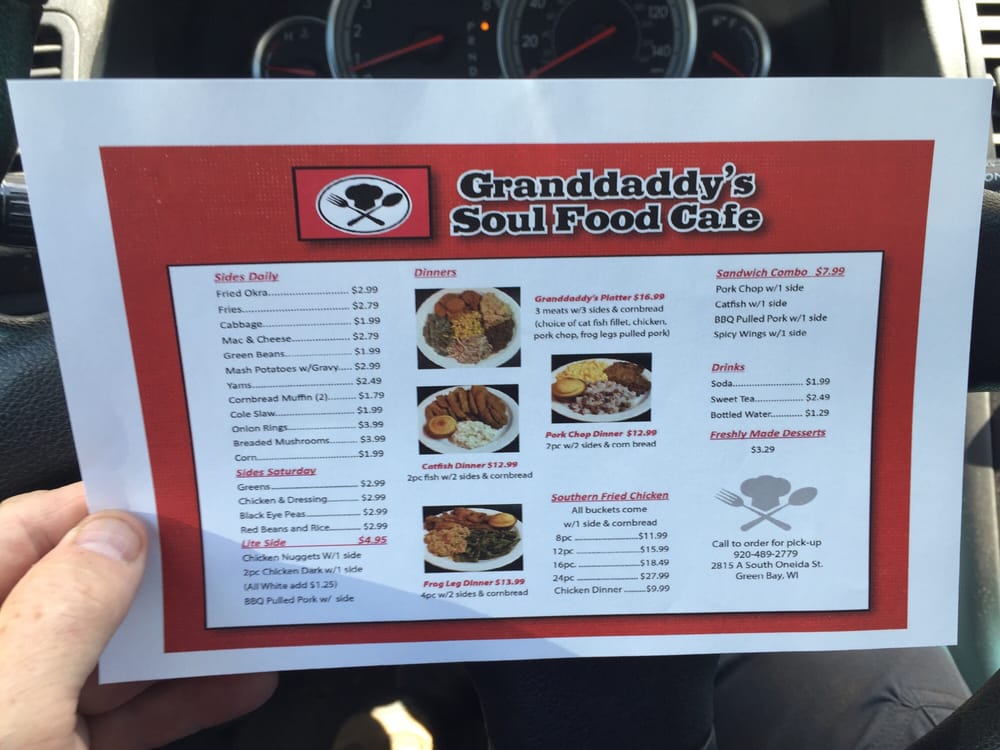 3
2
1
P
R
N
D
20
40
120
140
H
F
Granddaddy's
Soul Food Cafe
Sides Daily
Fried Okra............................ $2.99
Fries.................................... $2.79
Cabbage............................... $1.99
Mac & Cheese.................... $2.79
Green Beans....................... $1.99
Mash Potatoes w/Gravy..... $2.99
Yams.................................... $2.49
Cornbread Muffin (2).......... $1.79
Cole Slaw............................ $1.99
Onion Rings........................ $3.99
Breaded Mushrooms.......... $3.99
Corn.....................................$1.99
Sides Saturday
Greens................................. $2.99
Chicken & Dressing........... $2.99
Black Eye Peas................... $2.99
Red Beans and Rice........... $2.99
Lite Side $4.95
Chicken Nuggets W/1 side
2pc Chicken Dark w/1 side
(All White add $1.25)
BBQ Pulled Pork w/ side
Dinners
Granddaddy's Platter $16.99
3 meats w/3 sides & cornbread
(choice of cat fish fillet, chicken,
pork chop, frog legs pulled pork)
Pork Chop Dinner $12.99
2pc w/2 sides & corn bread
Catfish Dinner $12.99
2pc fish w/2 sides & cornbread
Frog Leg Dinner $13.99
4pc w/2 sides & cornbread
Southern Fried Chicken
All buckets come
w/1 side & cornbread
8pc ......................$11.99
12pc ......................$15.99
16pc.......................$18.49
24pc ......................$27.99
Chicken Dinner .........$9.99
Sandwich Combo $7.99
Pork Chop w/1 side
Catfish w/1 side
BBQ Pulled Pork w/1 side
Spicy Wings w/1 side
Drinks
Soda............................ $1.99
Sweet Tea.................... $2.49
Bottled Water............ $1.29
Freshly Made Desserts
$3.29
Call to order for pick-up
920-489-2779
2815 A South Oneida St.
Green Bay, WI